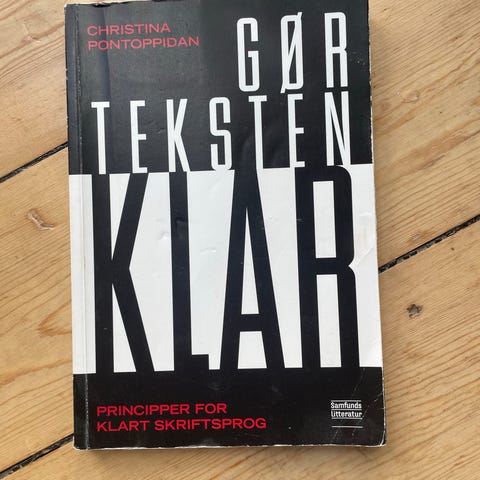 CHRISTINA
PONTOPPIDAN
GØR
TEKSTEN
KLAR
PRINCIPPER FOR
KLART SKRIFTSPROG
Samfunds
litteratur